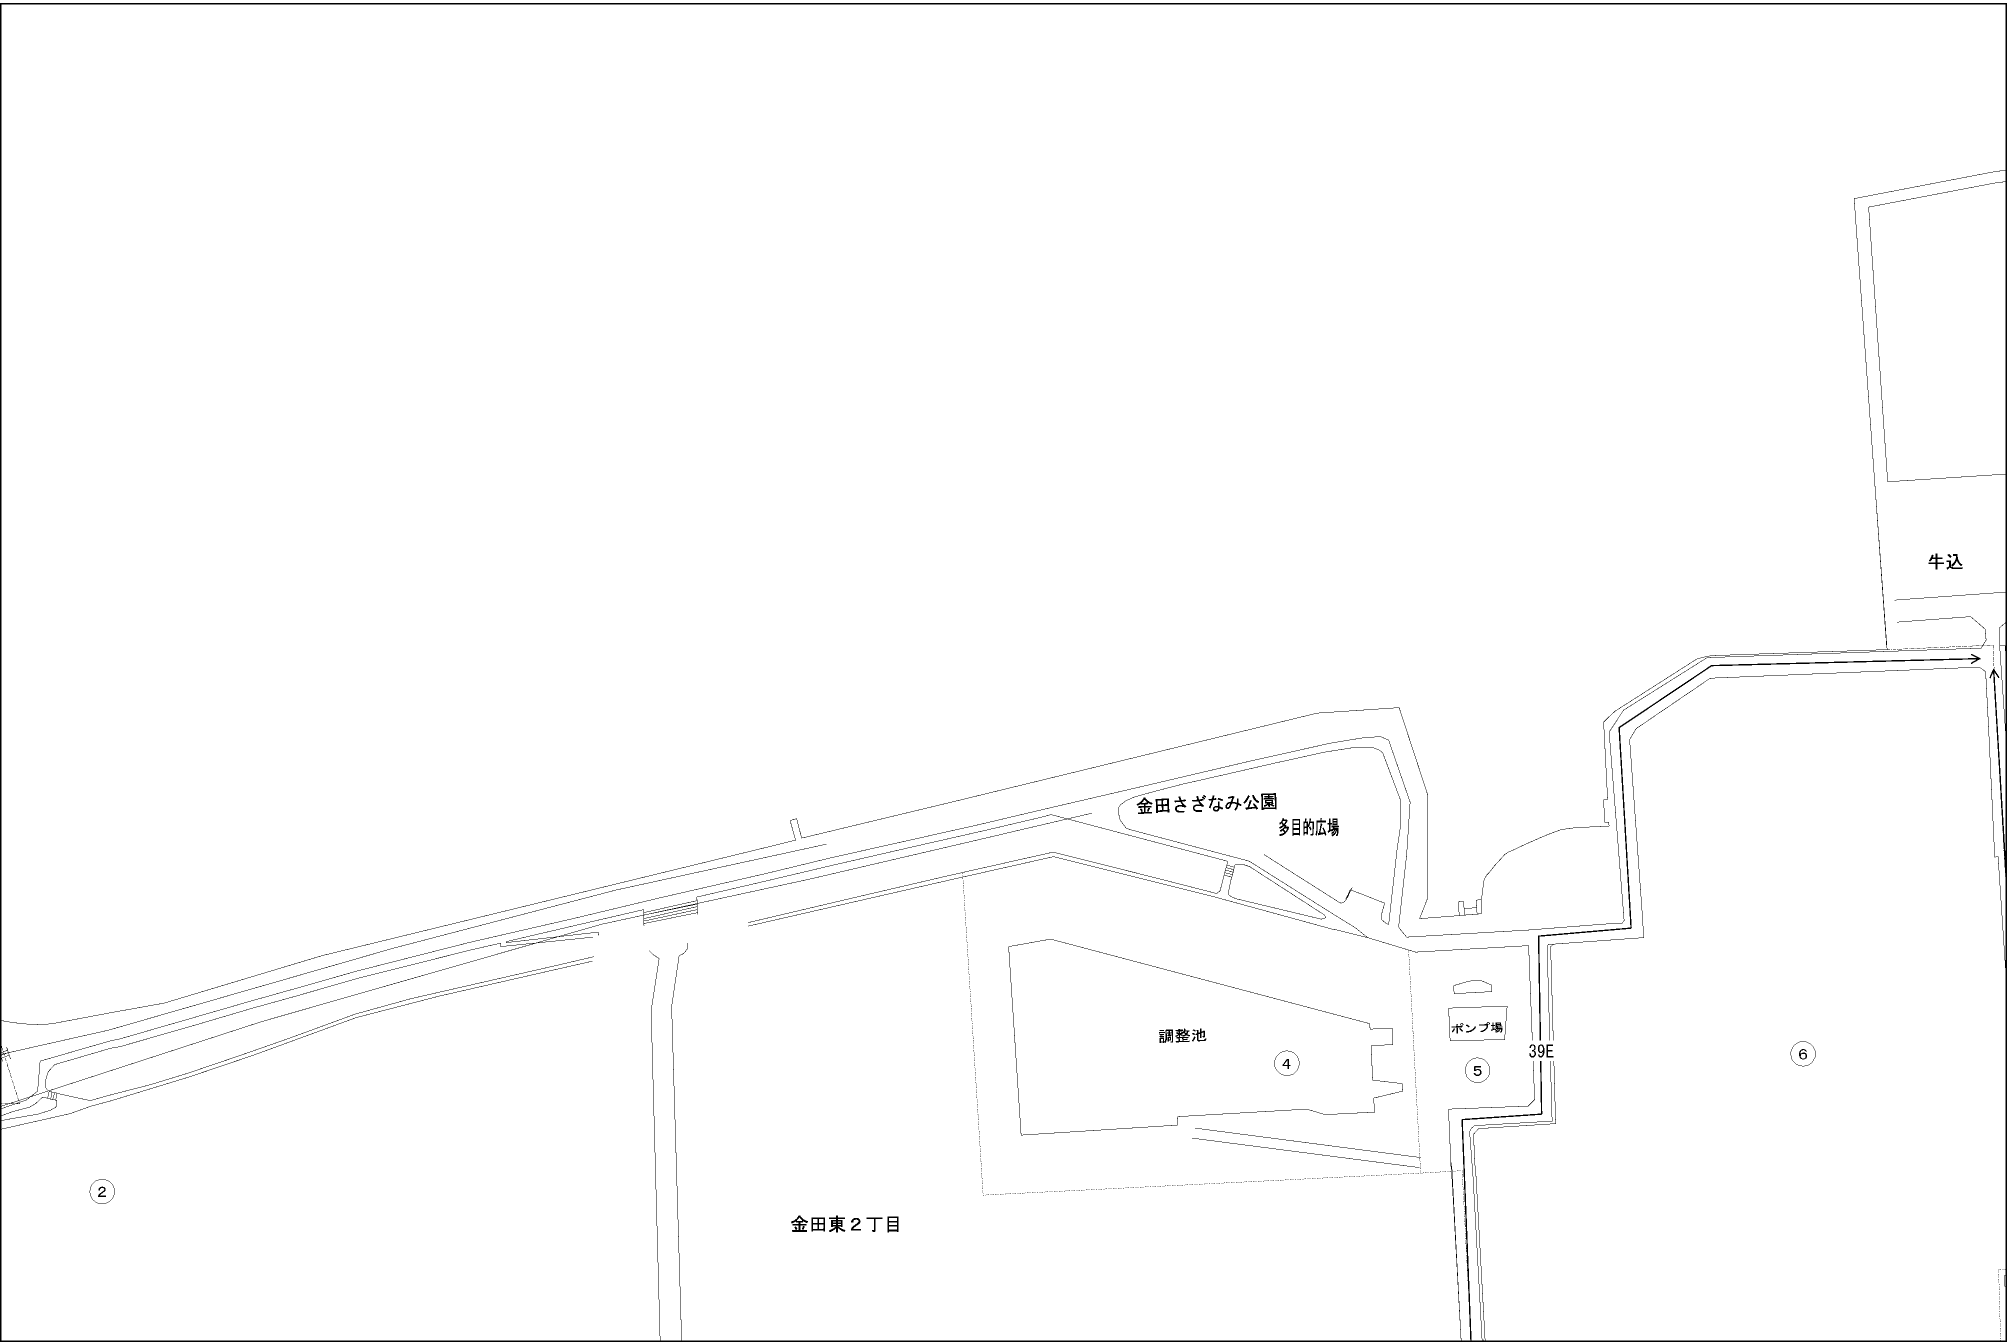 牛込
金田さざなみ公園
多目的広場
調整池
ポンプ場
39E
④
⑤
⑥
②
金田東２丁目